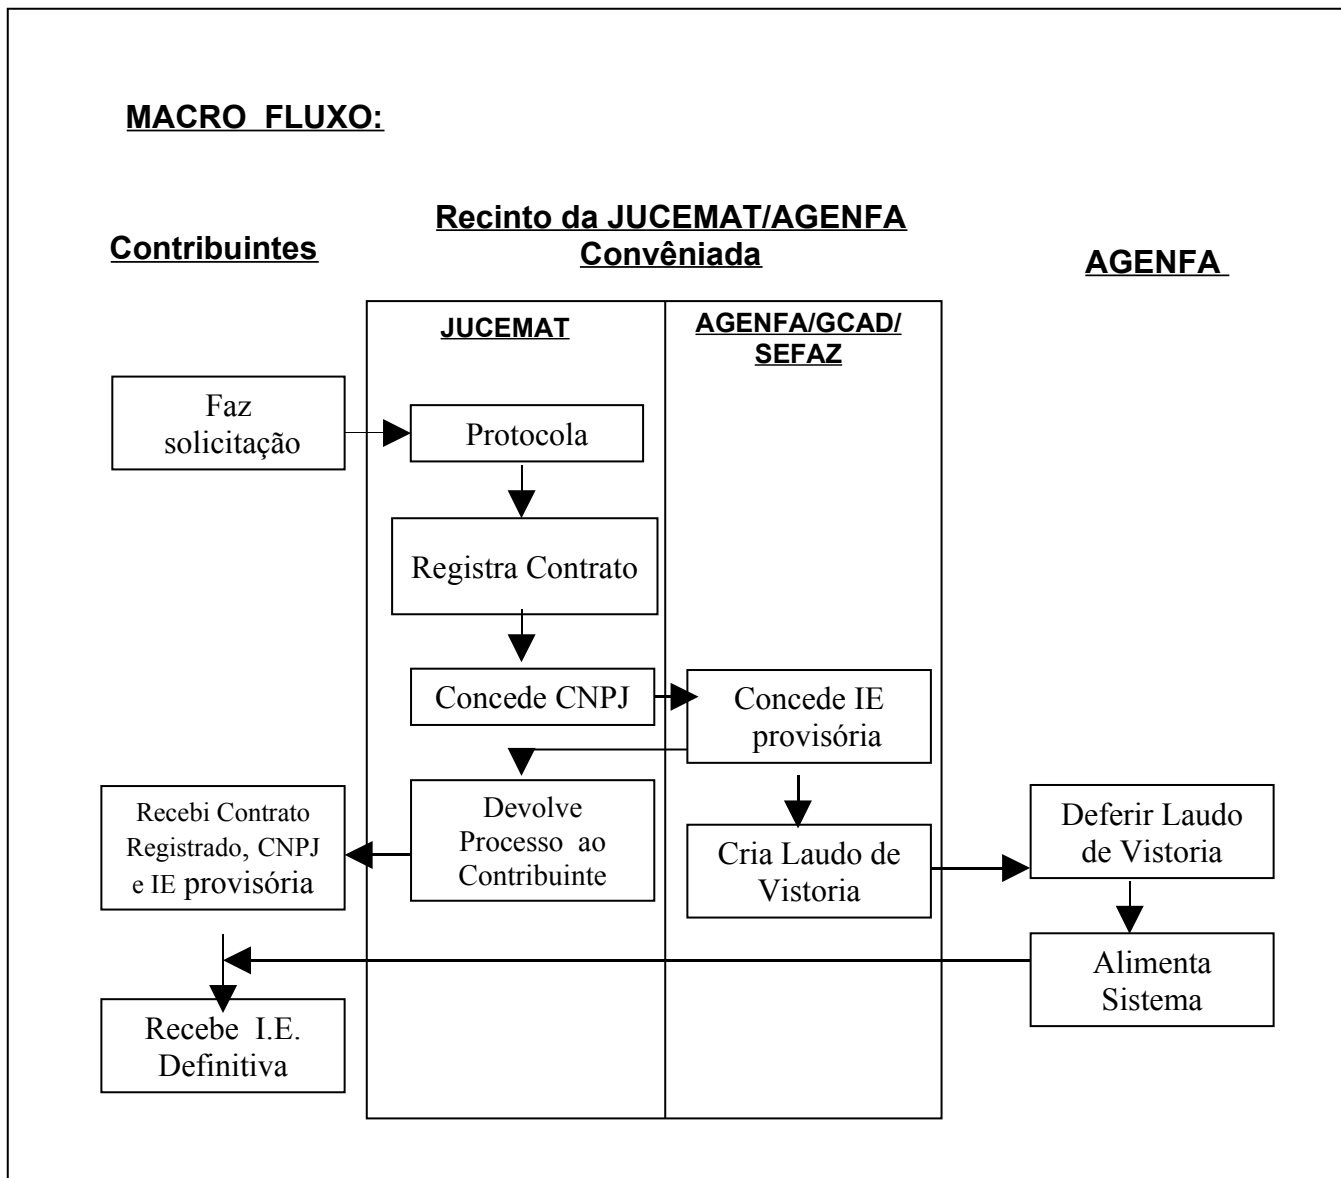 MACRO FLUXO:
Contribuintes
Recinto da JUCEMAT/AGENFA
Convêniada
AGENFA
JUCEMAT
AGENFA/GCAD/
SEFAZ
Faz
solicitação
Protocola
Registra Contrato
Concede CNPJ
Concede IE
provisória
Recebi Contrato
Registrado, CNPJ
e IE provisória
Devolve
Processo ao
Contribuinte
Cria Laudo de
Vistoria
Deferir Laudo
de Vistoria
Alimenta
Sistema
Recebe I.E.
Definitiva